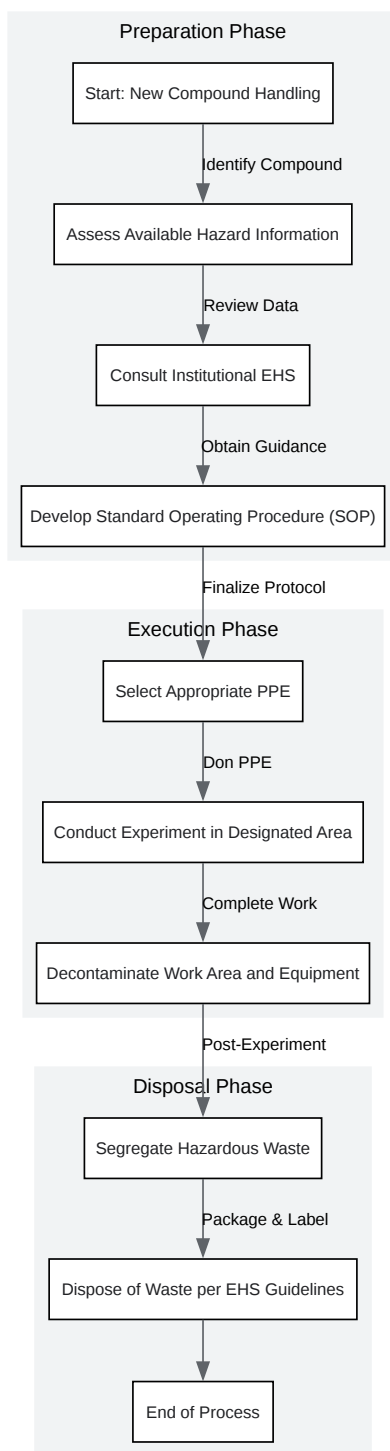 Preparation Phase
Start: New Compound Handling
Identify Compound
Assess Available Hazard Information
Review Data
Consult Institutional EHS
Obtain Guidance
Develop Standard Operating Procedure (SOP)
Finalize Protocol
Execution Phase
Select Appropriate PPE
Don PPE
Conduct Experiment in Designated Area
Complete Work
Decontaminate Work Area and Equipment
Post-Experiment
Disposal Phase
Segregate Hazardous Waste
Package & Label
Dispose of Waste per EHS Guidelines
End of Process